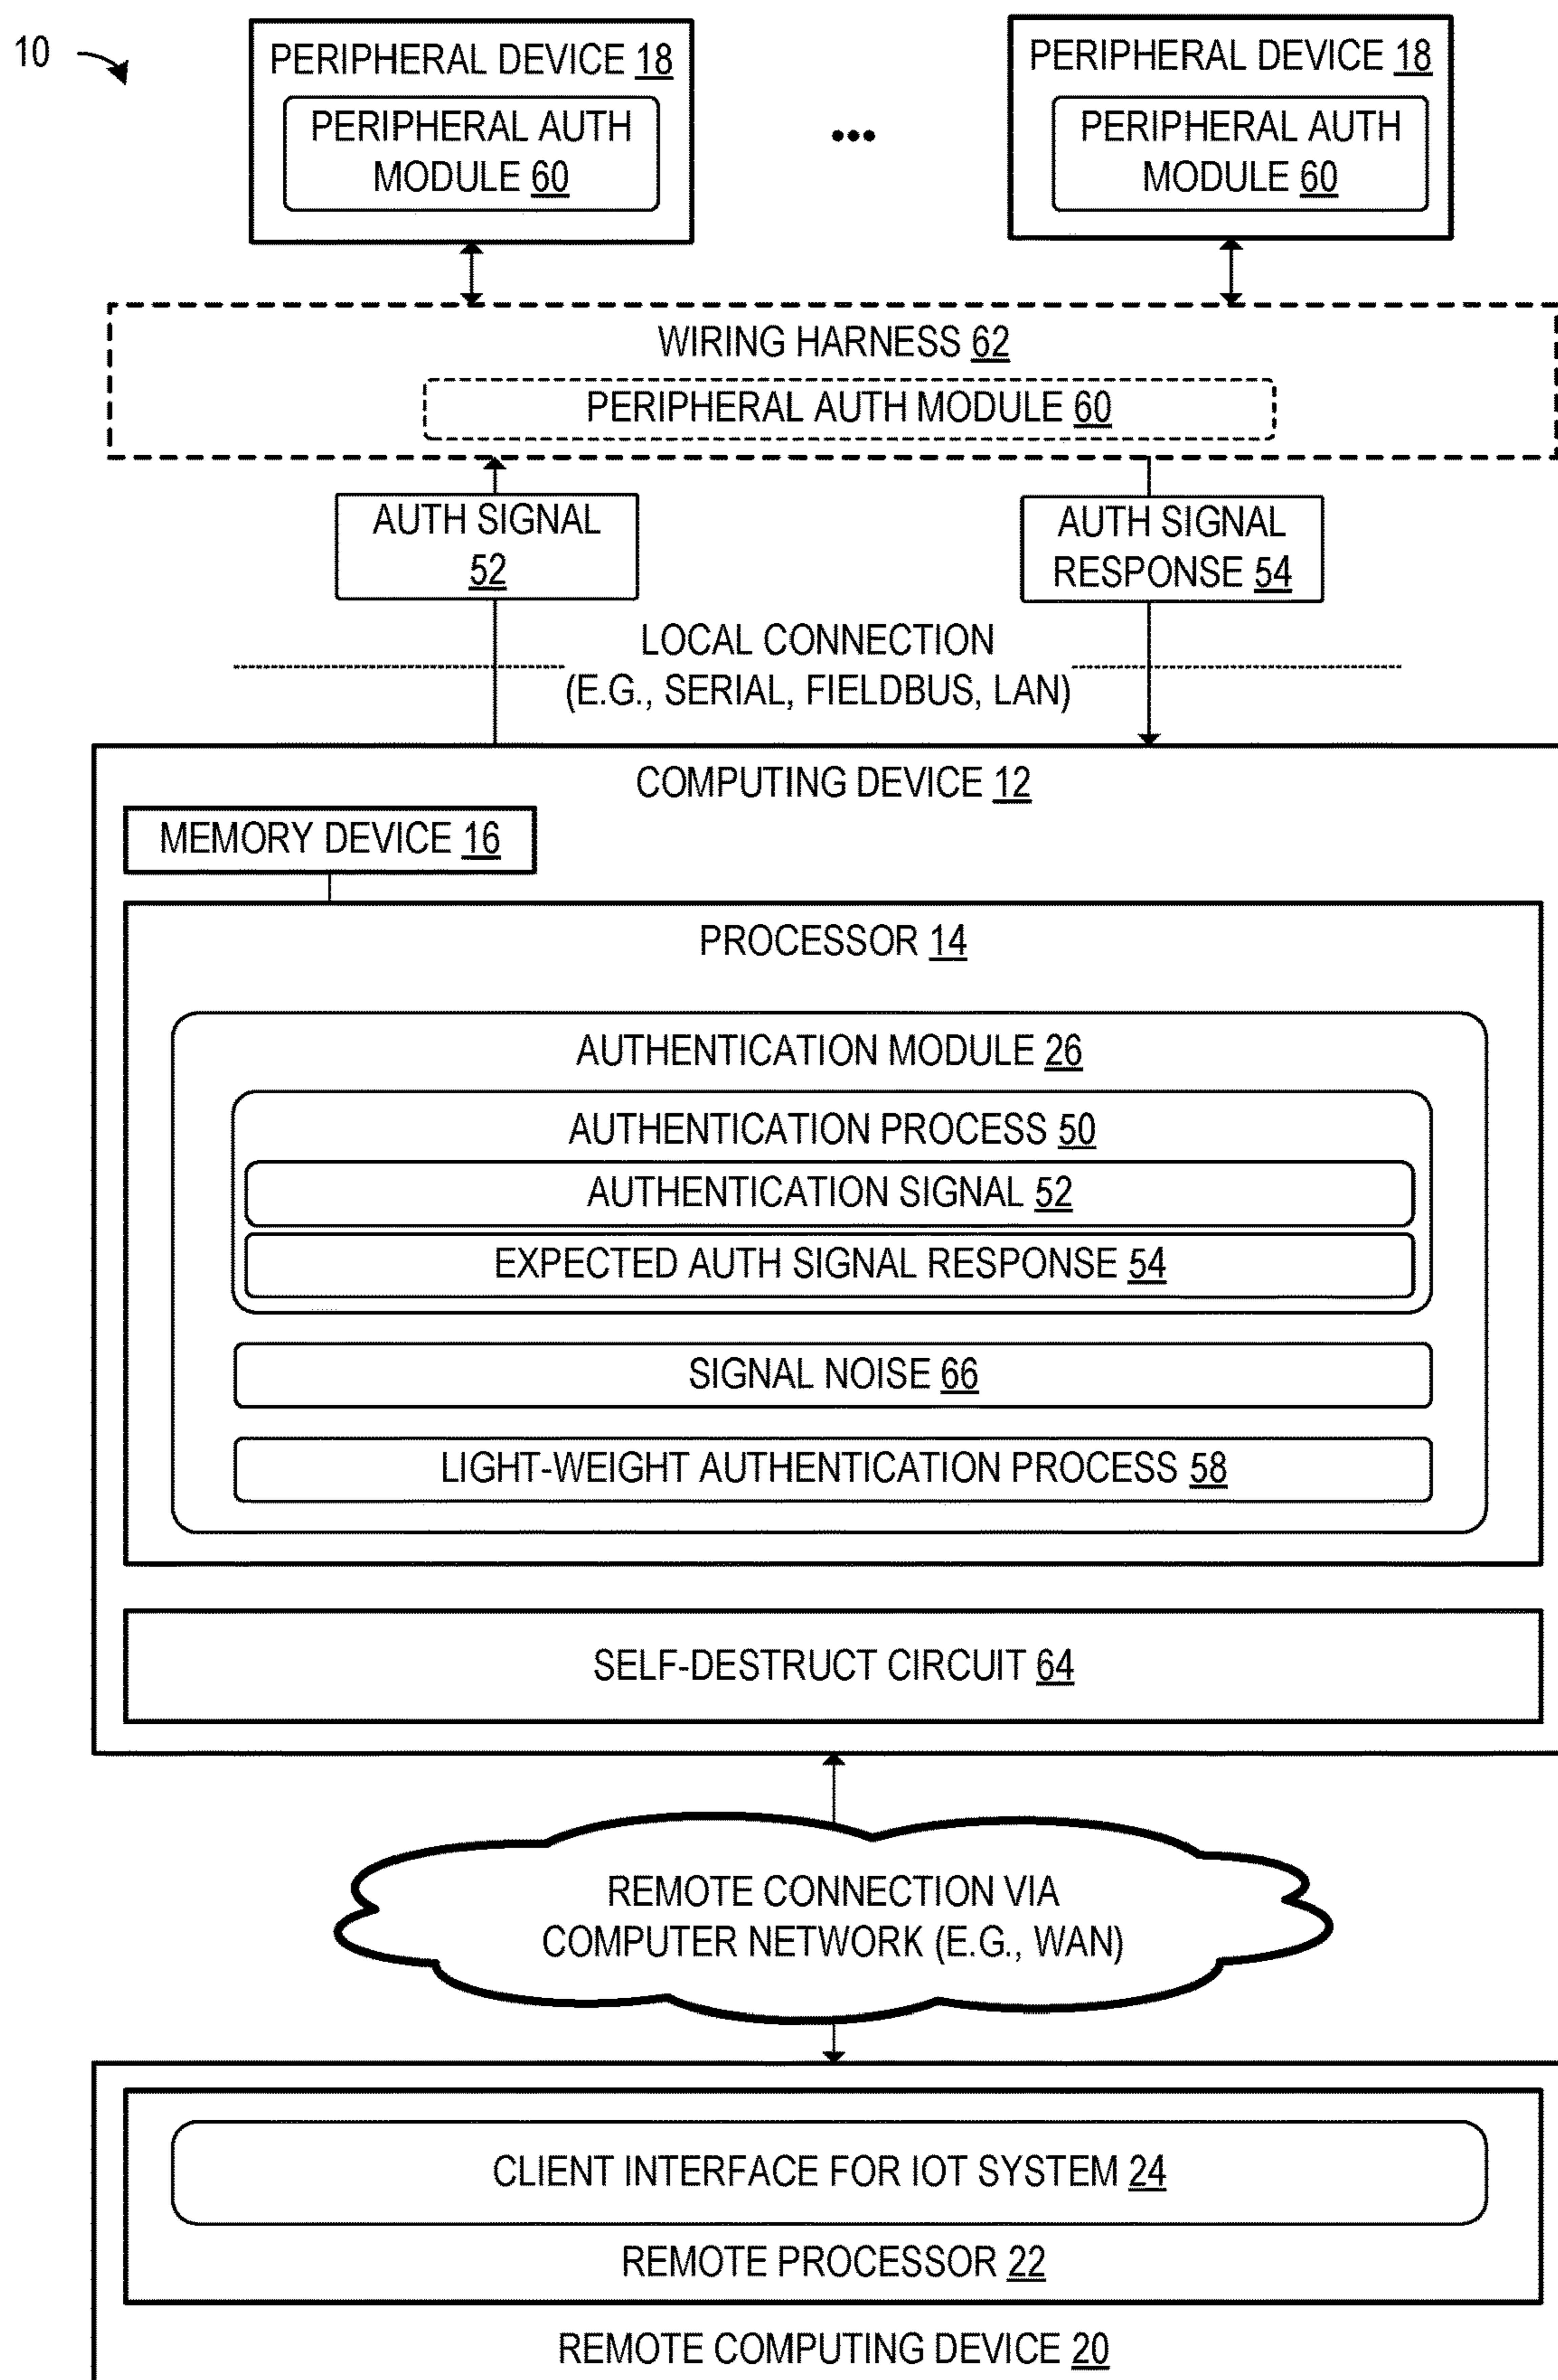 10
PERIPHERAL DEVICE 18
PERIPHERAL AUTH
MODULE 60
•••
PERIPHERAL DEVICE 18
PERIPHERAL AUTH
MODULE 60
WIRING HARNESS 62
PERIPHERAL AUTH MODULE 60
AUTH SIGNAL
52
AUTH SIGNAL
RESPONSE 54
LOCAL CONNECTION
(E.G., SERIAL, FIELDBUS, LAN)
COMPUTING DEVICE 12
MEMORY DEVICE 16
PROCESSOR 14
AUTHENTICATION MODULE 26
AUTHENTICATION PROCESS 50
AUTHENTICATION SIGNAL 52
EXPECTED AUTH SIGNAL RESPONSE 54
SIGNAL NOISE 66
LIGHT-WEIGHT AUTHENTICATION PROCESS 58
SELF-DESTRUCT CIRCUIT 64
REMOTE CONNECTION VIA
COMPUTER NETWORK (E.G., WAN)
CLIENT INTERFACE FOR IOT SYSTEM 24
REMOTE PROCESSOR 22
REMOTE COMPUTING DEVICE 20